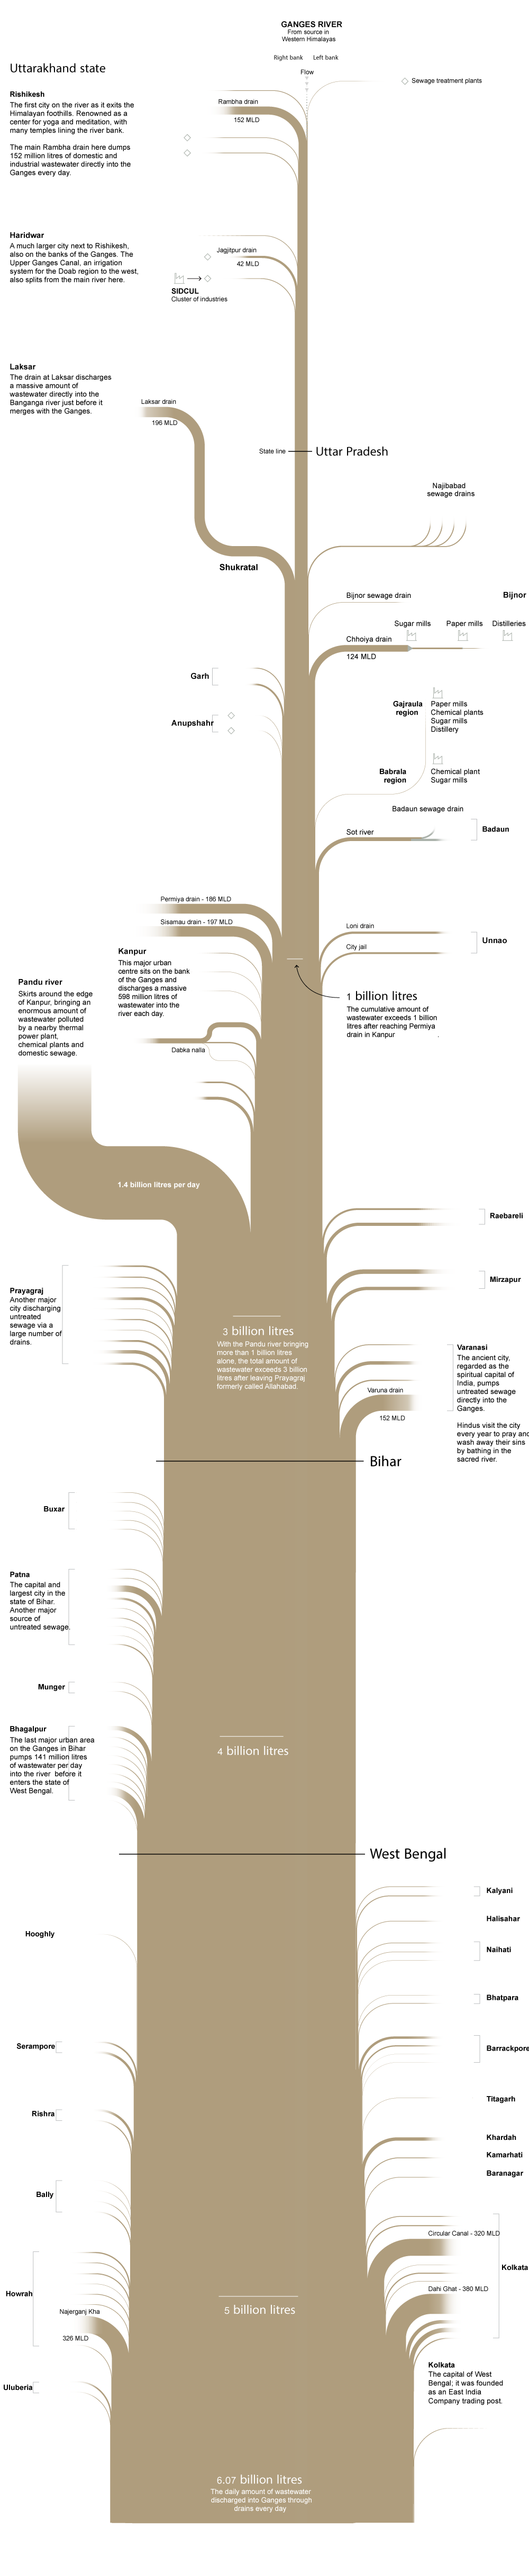 GANGES RIVER
From source in
Western Himalayas
Right bank
Left bank
Flow
Sewage treatment plants
Uttarakhand state
Rishikesh
The first city on the river as it exits the
Himalayan foothills. Renowned as a
center for yoga and meditation, with
many temples lining the river bank.
The main Rambha drain here dumps
152 million litres of domestic and
industrial wastewater directly into the
Ganges every day.
Rambha drain
152 MLD
Haridwar
A much larger city next to Rishikesh,
also on the banks of the Ganges. The
Upper Ganges Canal, an irrigation
system for the Doab region to the west,
also splits from the main river here.
Jagjitpur drain
42 MLD
SIDCUL
Cluster of industries
Laksar
The drain at Laksar discharges
a massive amount of
wastewater directly into the
Banganga river just before it
merges with the Ganges.
Laksar drain
196 MLD
State line
Uttar Pradesh
Najibabad
sewage drains
Shukratal
Bijnor sewage drain
Bijnor
Sugar mills
Paper mills
Distilleries
Chhoiya drain
124 MLD
Garh
Anupshahr
Gajraula
region
Paper mills
Chemical plants
Sugar mills
Distillery
Babrala
region
Chemical plant
Sugar mills
Badaun sewage drain
Sot river
Badaun
Permiya drain - 186 MLD
Sisamau drain - 197 MLD
Loni drain
City jail
Unnao
Kanpur
This major urban
centre sits on the bank
of the Ganges and
discharges a massive
598 million litres of
wastewater into the
river each day.
Dabka nalla
Pandu river
Skirts around the edge
of Kanpur, bringing an
enormous amount of
wastewater polluted
by a nearby thermal
power plant,
chemical plants and
domestic sewage.
1 billion litres
The cumulative amount of
wastewater exceeds 1 billion
litres after reaching Permiya
drain in Kanpur .
1.4 billion litres per day
Raebareli
Mirzapur
Prayagraj
Another major
city discharging
untreated
sewage via a
large number of
drains.
3 billion litres
With the Pandu river bringing
more than 1 billion litres
alone, the total amount of
wastewater exceeds 3 billion
litres after leaving Prayagraj
formerly called Allahabad.
Varanasi
The ancient city,
regarded as the
spiritual capital of
India, pumps
untreated sewage
directly into the
Ganges.
Hindus visit the city
every year to pray and
wash away their sins
by bathing in the
sacred river.
Varuna drain
152 MLD
Bihar
Buxar
Patna
The capital and
largest city in the
state of Bihar.
Another major
source of
untreated sewage.
Munger
Bhagalpur
The last major urban area
on the Ganges in Bihar
pumps 141 million litres
of wastewater per day
into the river before it
enters the state of
West Bengal.
4 billion litres
West Bengal
Kalyani
Halisahar
Hooghly
Naihati
Bhatpara
Serampore
Barrackpore
Titagarh
Rishra
Khardah
Kamarhati
Baranagar
Bally
Circular Canal - 320 MLD
Kolkata
Dahi Ghat - 380 MLD
Howrah
Najerganj Kha
326 MLD
5 billion litres
Kolkata
The capital of West
Bengal; it was founded
as an East India
Company trading post.
Uluberia
6.07 billion litres
The daily amount of wastewater
discharged into Ganges through
drains every day